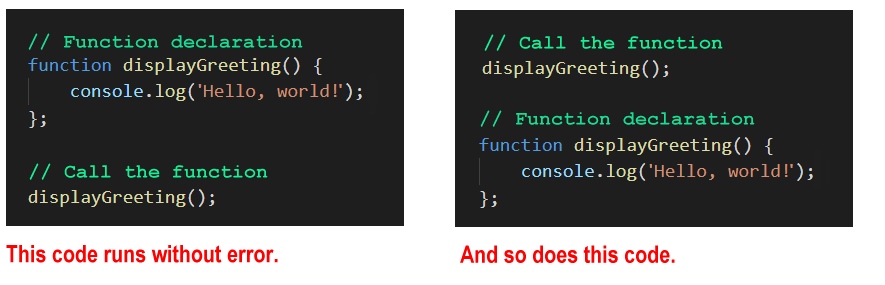 // Function declaration
function displayGreeting() {
console.log('Hello, world!');
};
// Call the function
displayGreeting();
This code runs without error.
// Call the function
displayGreeting();
// Function declaration
function displayGreeting() {
console.log('Hello, world!');
};
And so does this code.